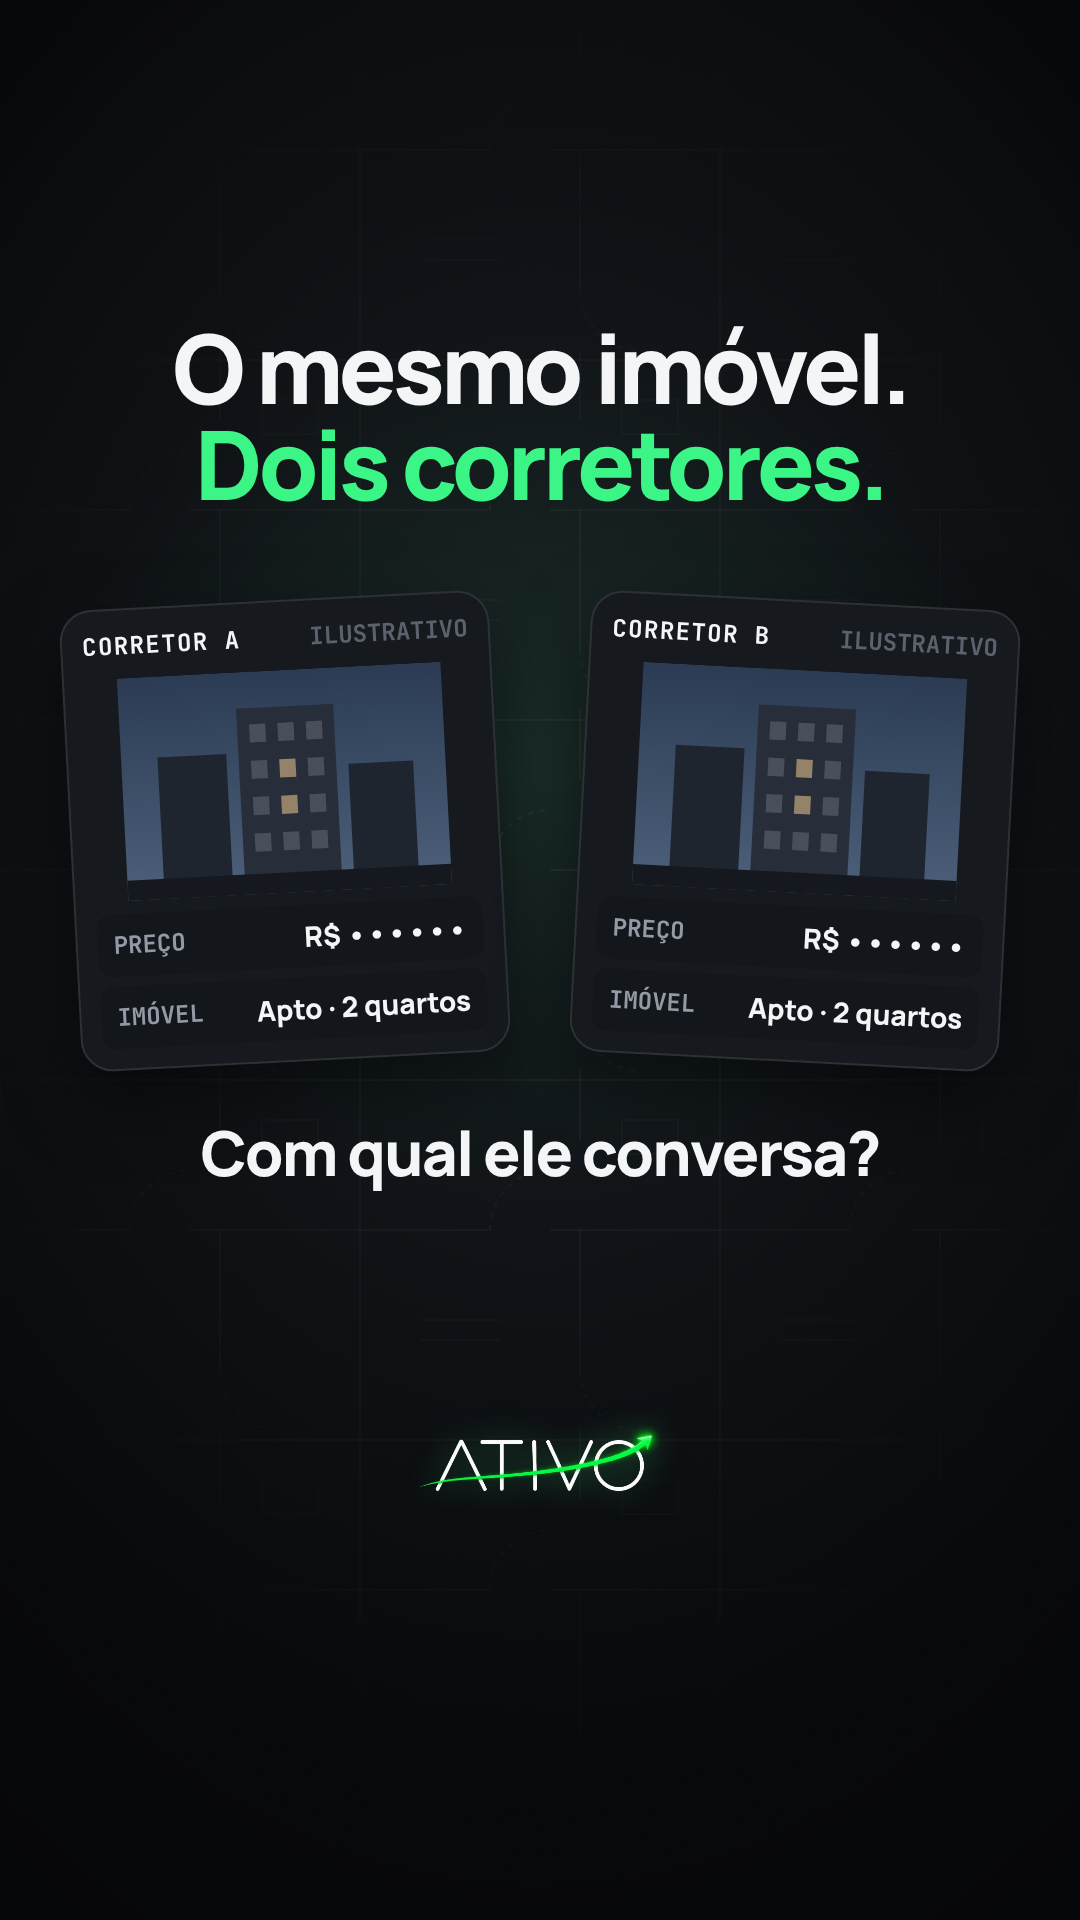 O mesmo imóvel.
Dois corretores.
CORRETOR A
ILUSTRATIVO
PREÇO
R$ • • • • • •
IMÓVEL
Apto · 2 quartos
CORRETOR B
ILUSTRATIVO
PREÇO
R$ • • • • • •
IMÓVEL
Apto · 2 quartos
Com qual ele conversa?
ATIVO